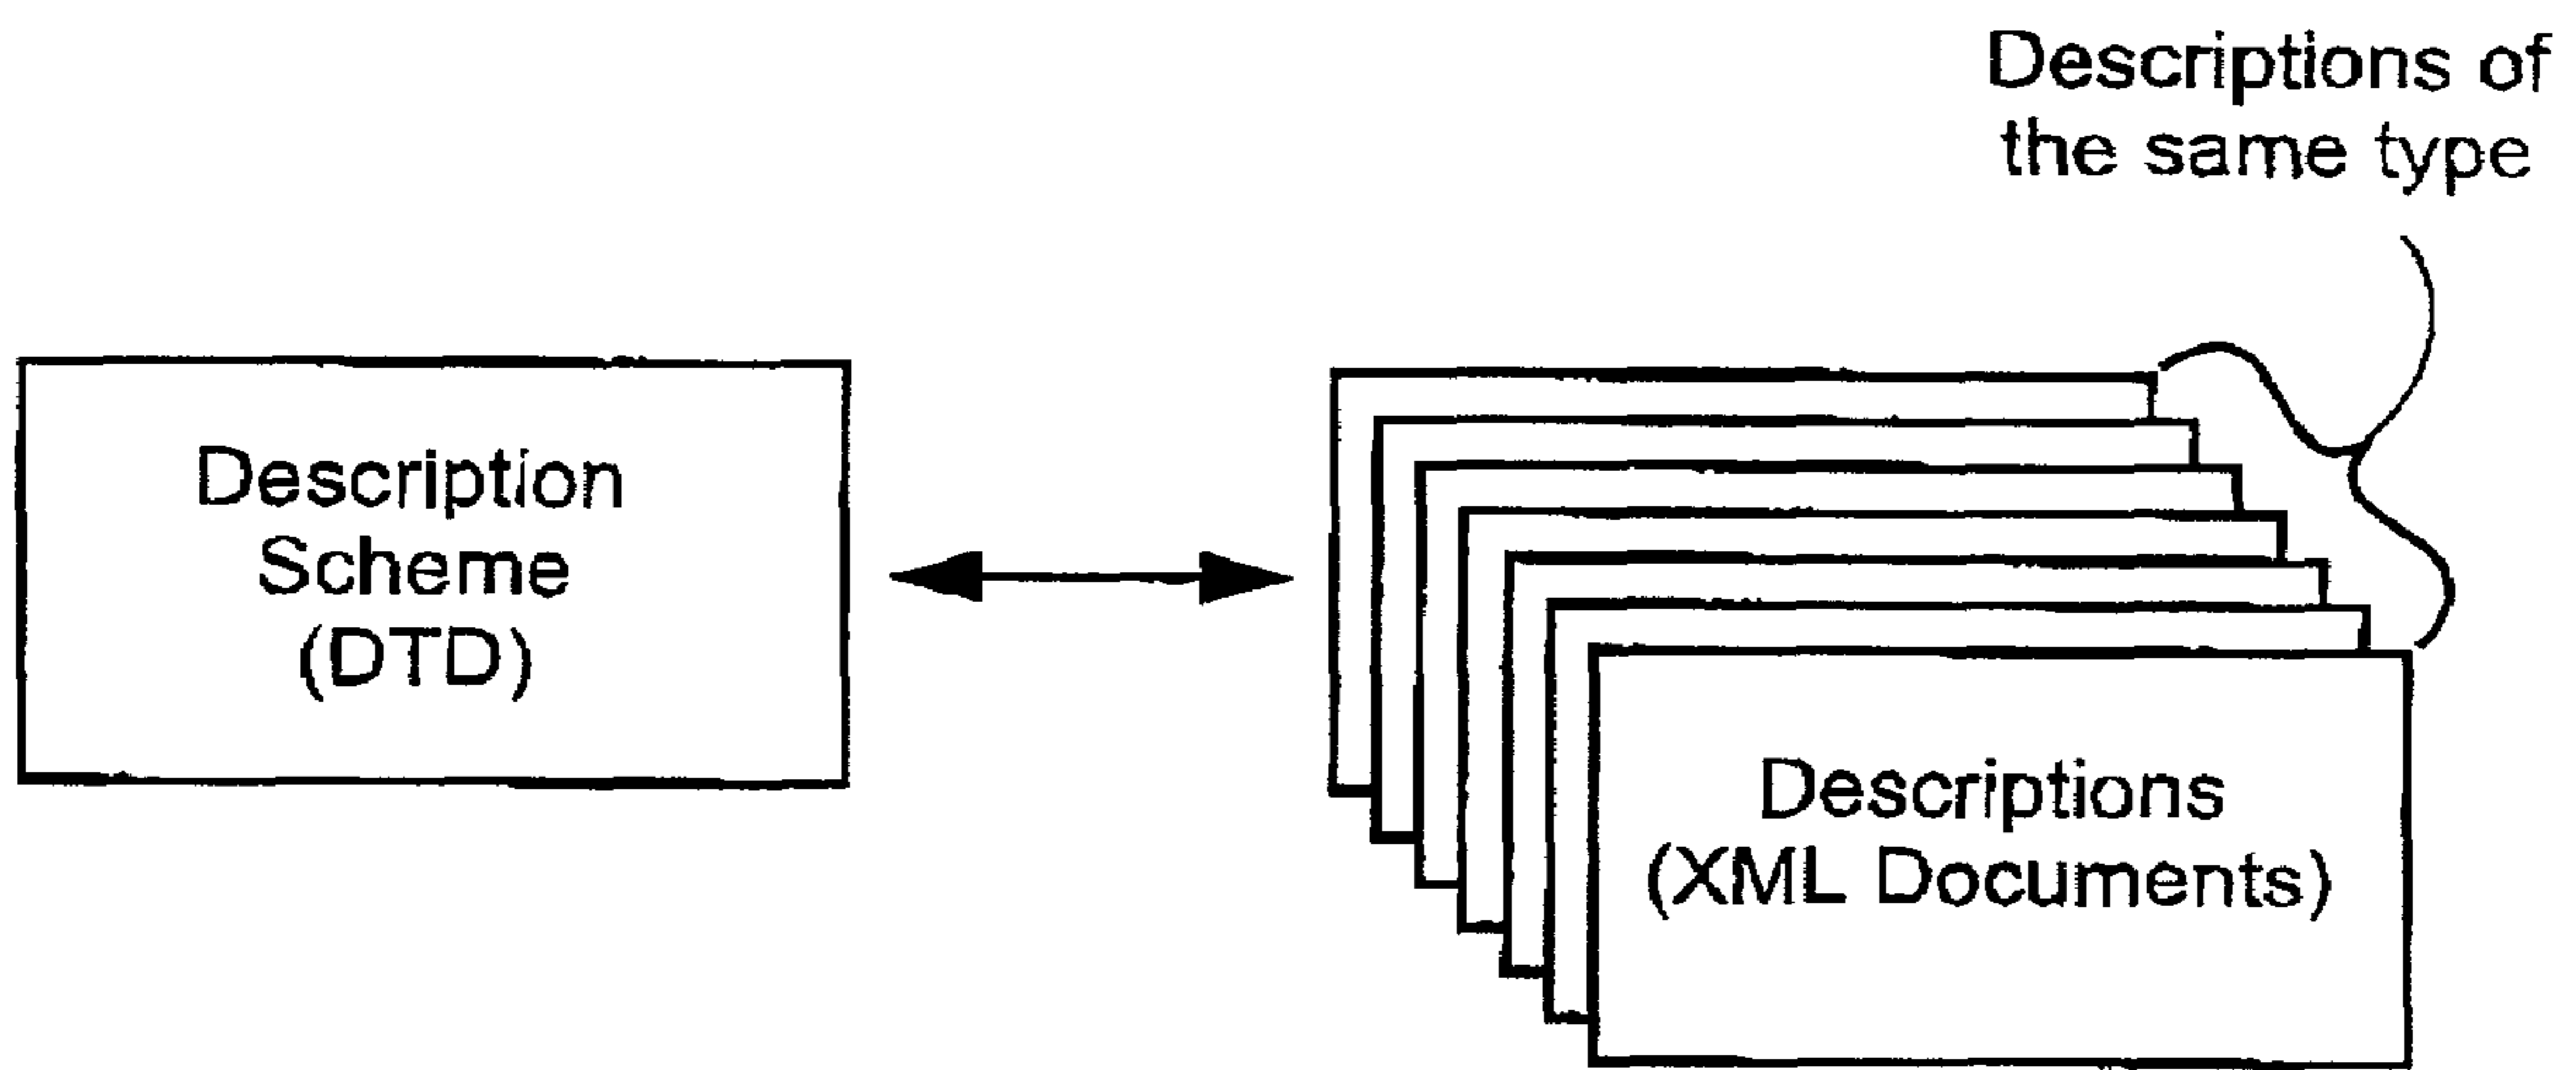 Descriptions of
the same type
Description
Scheme
(DTD)
Descriptions
(XML Documents)